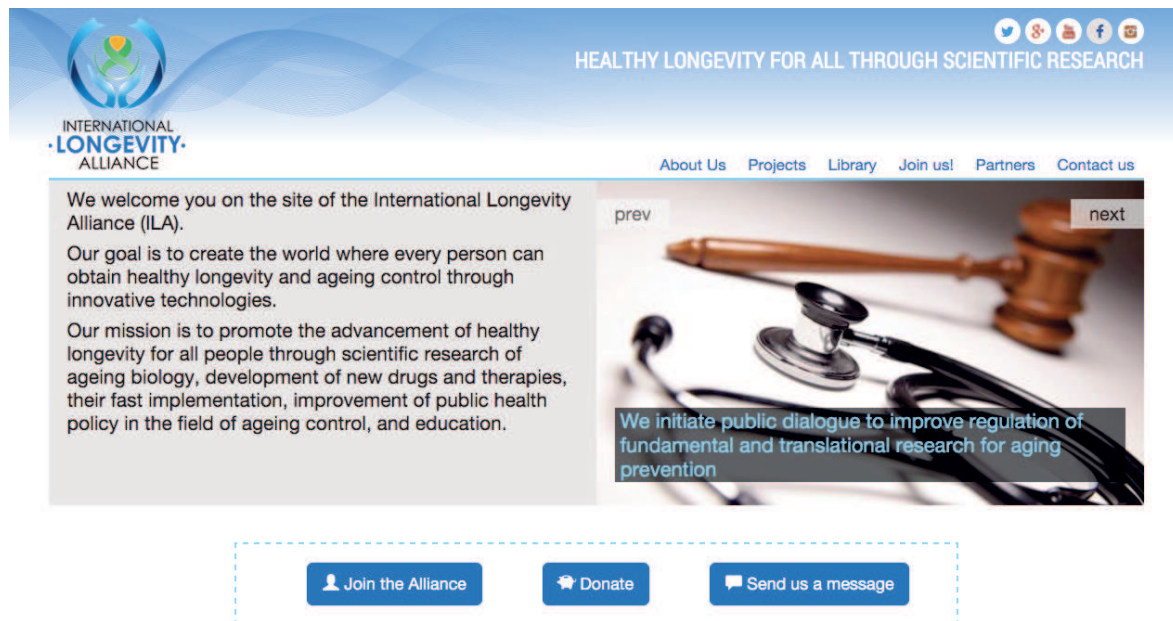 HEALTHY LONGEVITY FOR ALL THROUGH SCIENTIFIC RESEARCH
INTERNATIONAL
·LONGEVITY·
ALLIANCE
About Us Projects Library Join us! Partners Contact us
We welcome you on the site of the International Longevity
Alliance (ILA).
Our goal is to create the world where every person can
obtain healthy longevity and ageing control through
innovative technologies.
Our mission is to promote the advancement of healthy
longevity for all people through scientific research of
ageing biology, development of new drugs and therapies,
their fast implementation, improvement of public health
policy in the field of ageing control, and education.
prev
next
We initiate public dialogue to improve regulation of
fundamental and translational research for aging
prevention
Join the Alliance
Donate
Send us a message